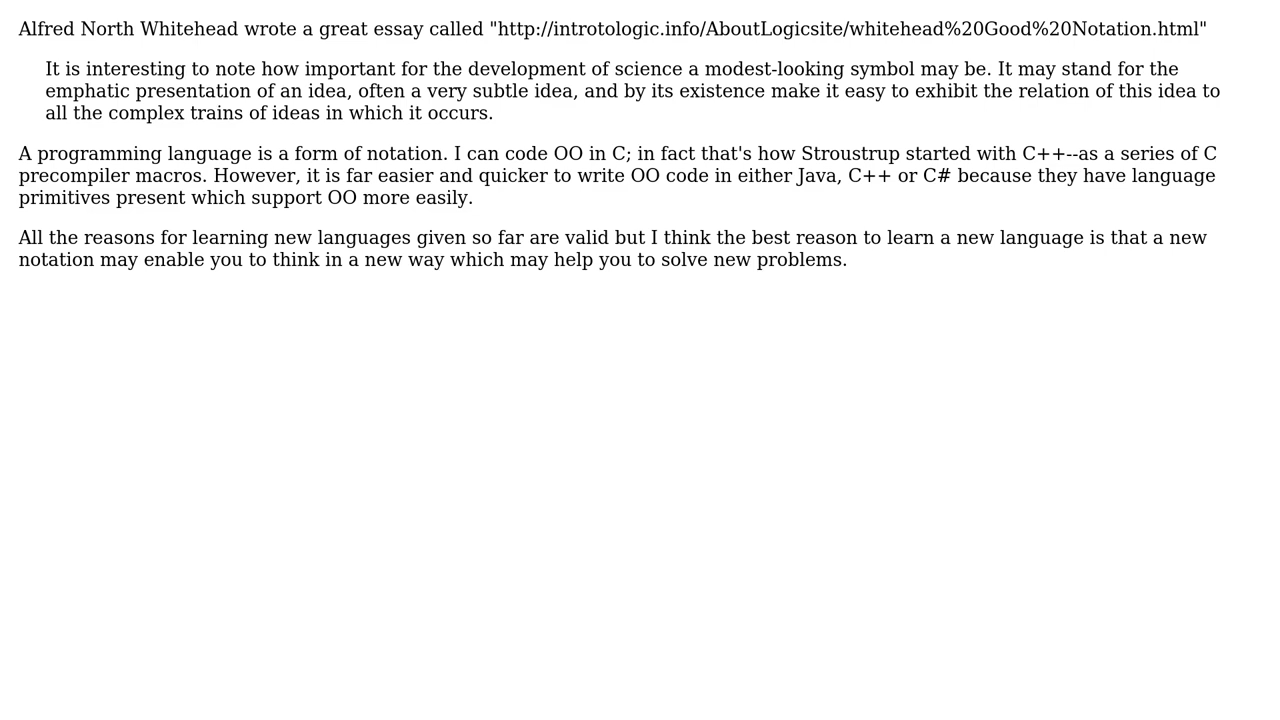 Alfred North Whitehead wrote a great essay called "http://introtologic.info/AboutLogicsite/whitehead%20Good%20Notation.html"
It is interesting to note how important for the development of science a modest-looking symbol may be. It may stand for the
emphatic presentation of an idea, often a very subtle idea, and by its existence make it easy to exhibit the relation of this idea to
all the complex trains of ideas in which it occurs.
A programming language is a form of notation. I can code OO in C; in fact that's how Stroustrup started with C++--as a series of C
precompiler macros. However, it is far easier and quicker to write OO code in either Java, C++ or C# because they have language
primitives present which support OO more easily.
All the reasons for learning new languages given so far are valid but I think the best reason to learn a new language is that a new
notation may enable you to think in a new way which may help you to solve new problems.